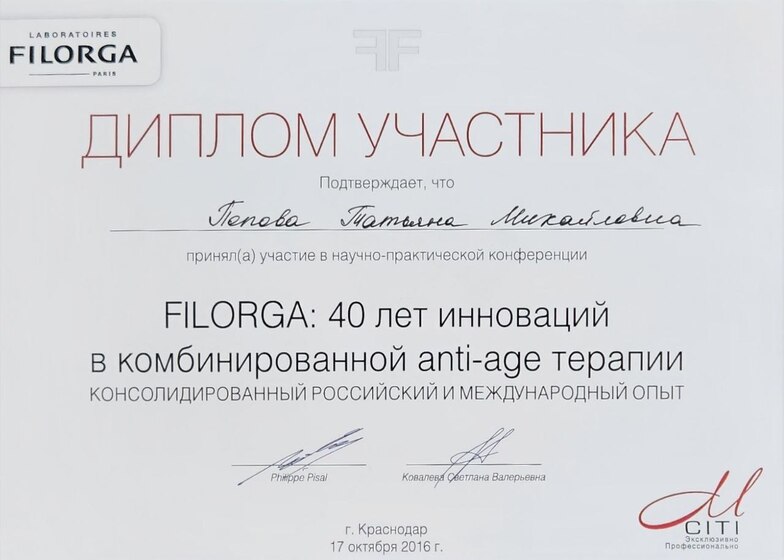 LABORATOIRES
FILORGA
PARIS
ДИПЛОМ УЧАСТНИКА
Подтверждает, что
Попова Татьяна Михайловна
принял(а) участие в научно-практической конференции
FILORGA: 40 лет инноваций
в комбинированной anti-age терапии
КОНСОЛИДИРОВАННЫЙ РОССИЙСКИЙ И МЕЖДУНАРОДНЫЙ ОПЫТ
Philippe Pisal Ковалева Светлана Валерьевна
CITI
Эксклюзивно
Профессионально
г. Краснодар
17 октября 2016 г.